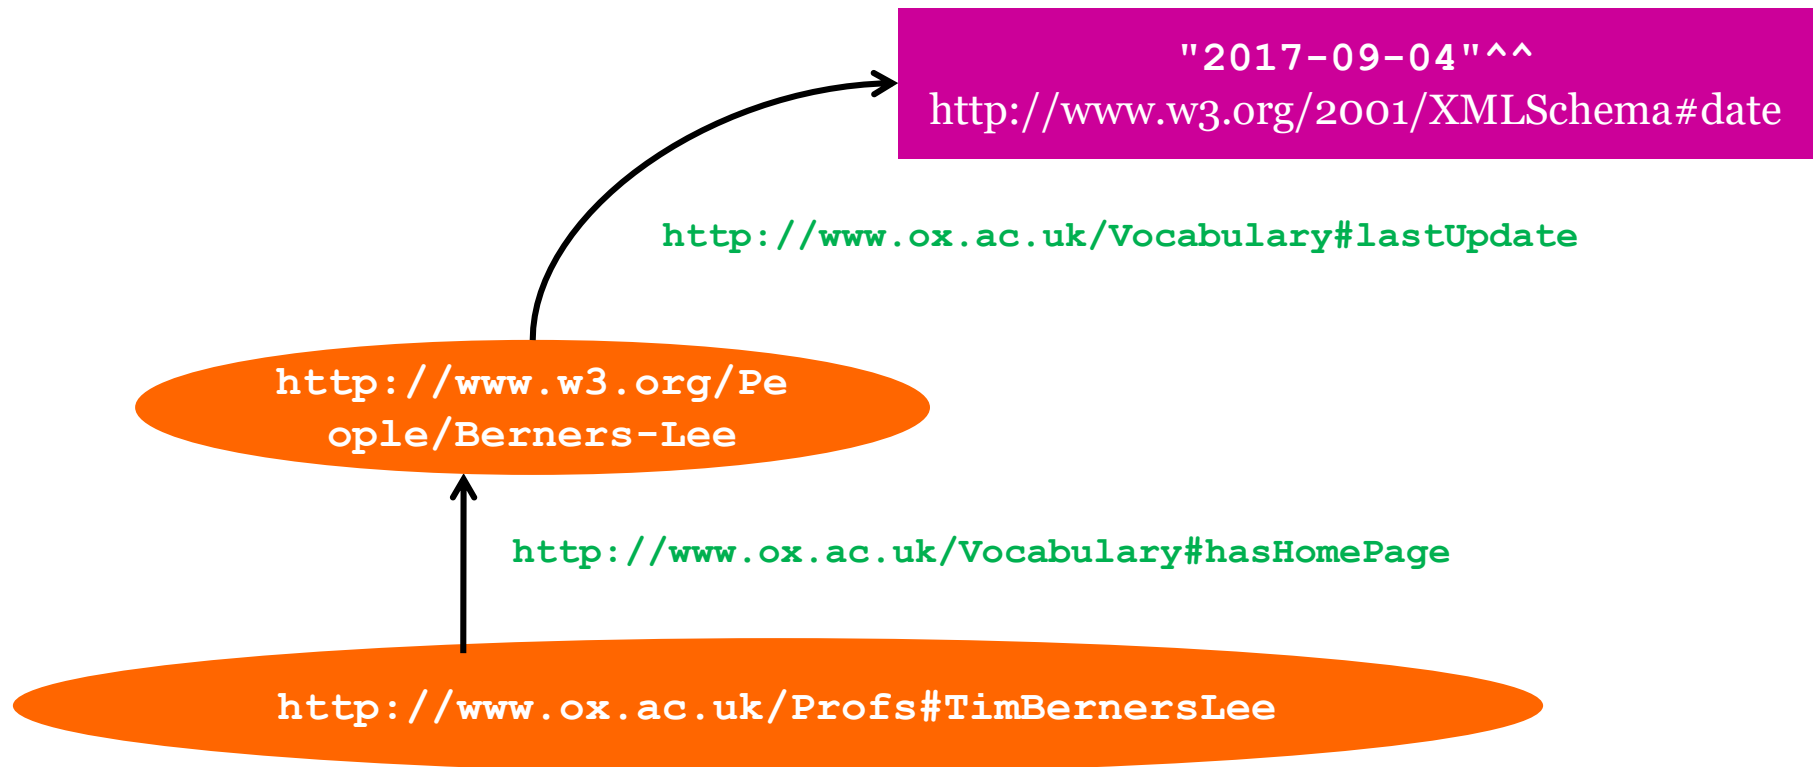 "2017-09-04"^^
http://www.w3.org/2001/XMLSchema#date
http://www.ox.ac.uk/Vocabulary#lastUpdate
http://www.w3.org/Pe
ople/Berners-Lee
http://www.ox.ac.uk/Vocabulary#hasHomePage
http://www.ox.ac.uk/Profs#TimBernersLee